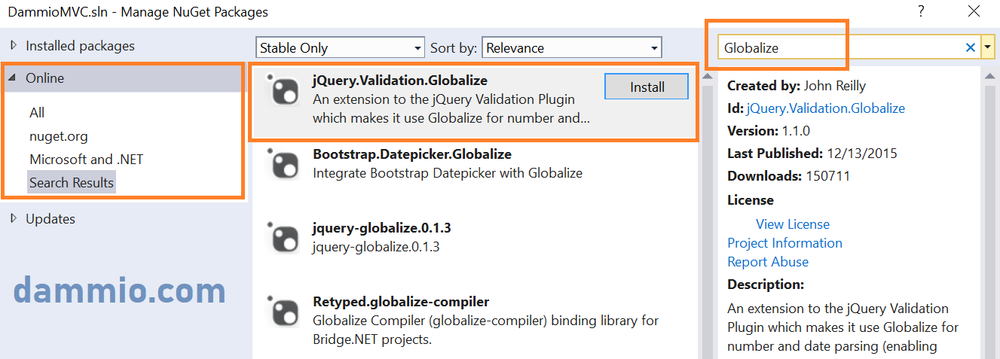 DammioMVC.sln - Manage NuGet Packages
?
Installed packages
Online
All
nuget.org
Microsoft and .NET
Search Results
Updates
dammio.com
Stable Only
Sort by: Relevance
jQuery.Validation.Globalize
An extension to the jQuery Validation Plugin
which makes it use Globalize for number and...
Install
Bootstrap.Datepicker.Globalize
Integrate Bootstrap Datepicker with Globalize
jquery-globalize.0.1.3
jquery-globalize.0.1.3
Retyped.globalize-compiler
Globalize Compiler (globalize-compiler) binding library for
Bridge.NET projects.
Globalize
Created by: John Reilly
Id: jQuery.Validation.Globalize
Version: 1.1.0
Last Published: 12/13/2015
Downloads: 150711
License
View License
Project Information
Report Abuse
Description:
An extension to the jQuery Validation
Plugin which makes it use Globalize for
number and date parsing (enabling